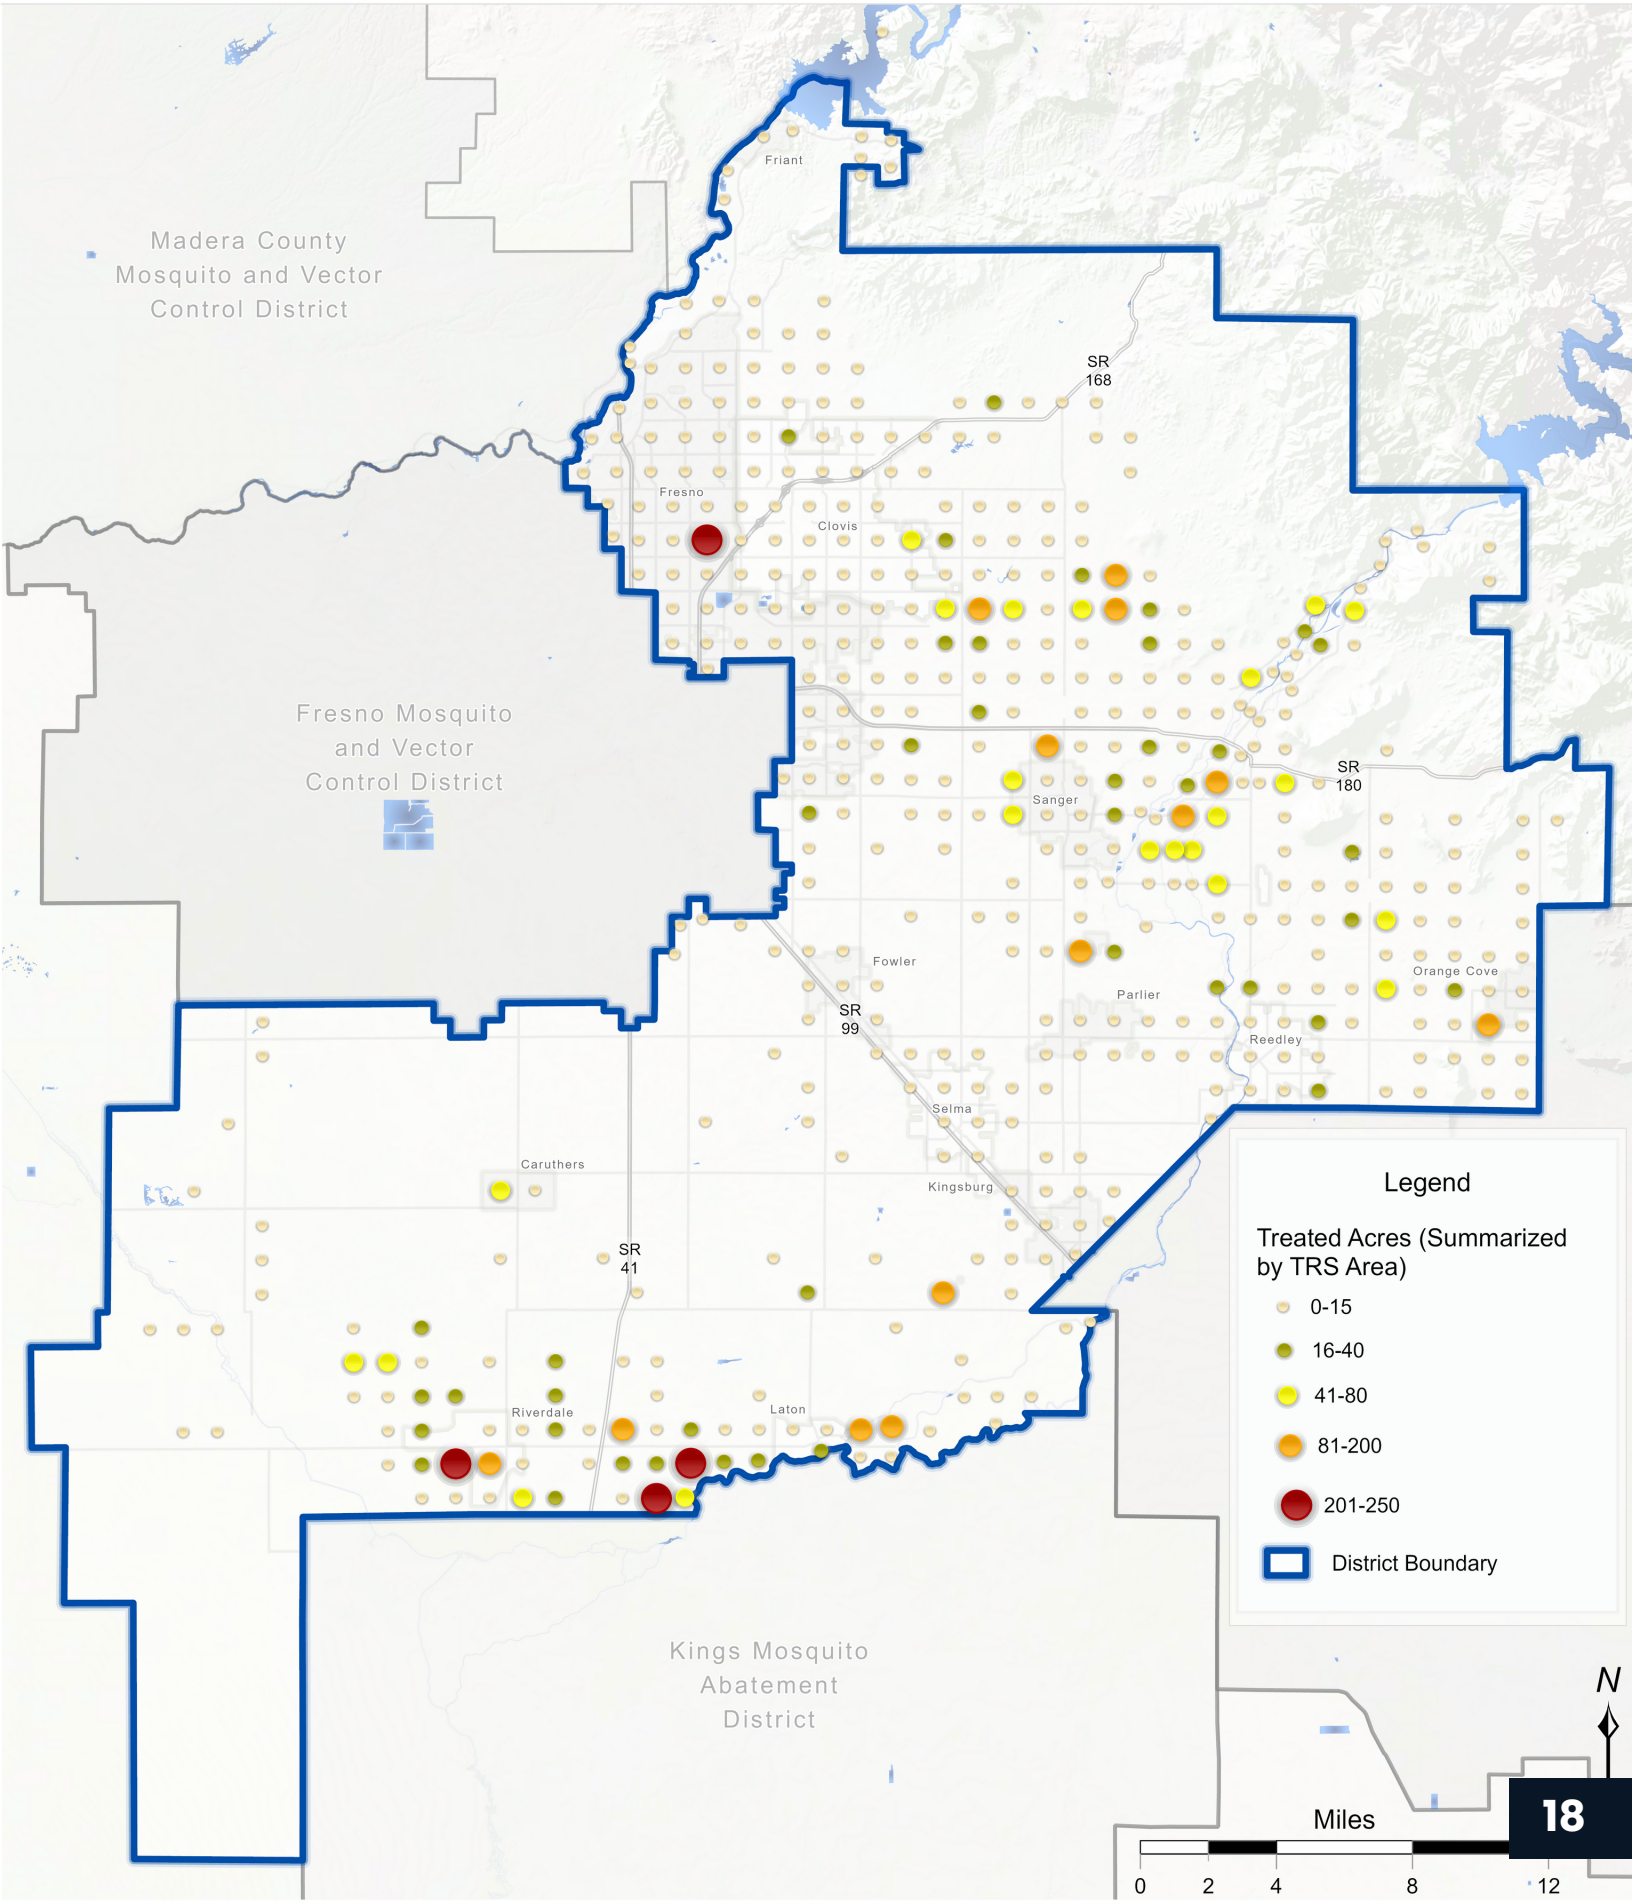 Friant
Madera County
Mosquito and Vector
Control District
SR
168
Fresno
Clovis
Fresno Mosquito
and Vector
Control District
SR
180
Sanger
Fowler
Orange Cove
Parlier
SR
99
Reedley
Selma
Caruthers
Kingsburg
SR
41
Riverdale
Laton
Legend
Treated Acres (Summarized
by TRS Area)
0-15
16-40
41-80
81-200
201-250
District Boundary
Kings Mosquito
Abatement
District
N
18
Miles
0 2 4 8 12